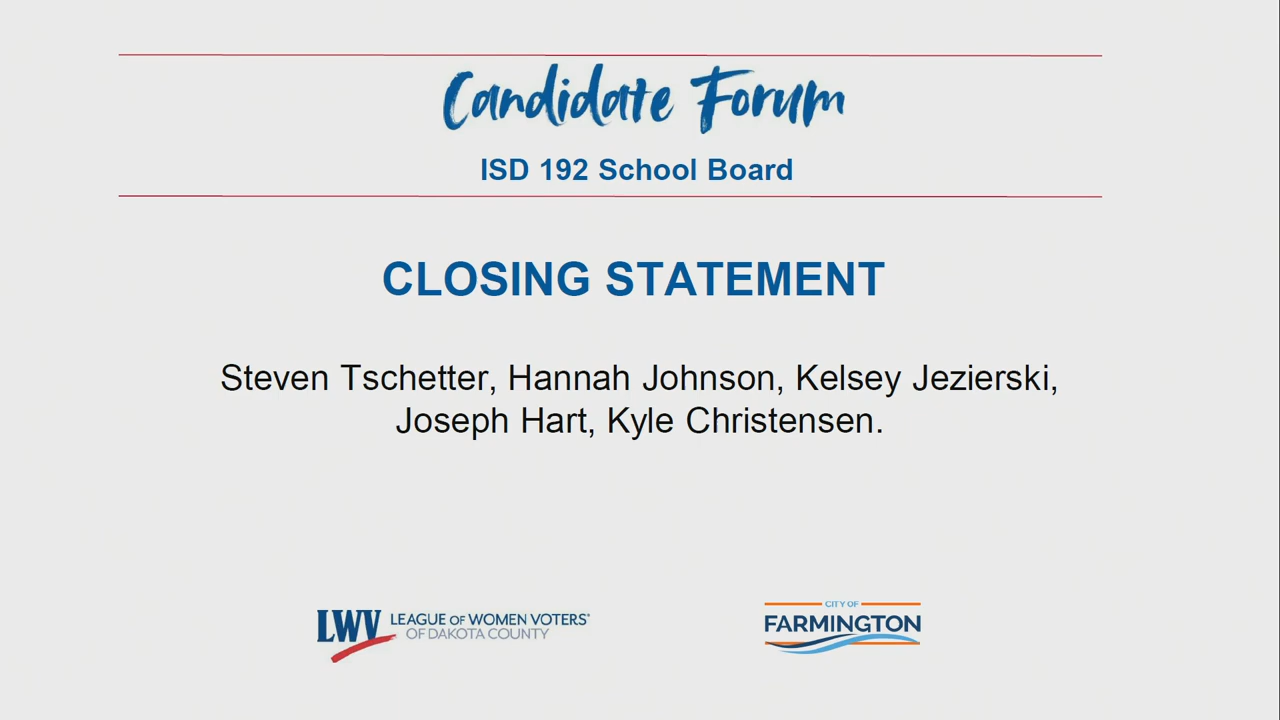 Candidate Forum
ISD 192 School Board
CLOSING STATEMENT
Steven Tschetter, Hannah Johnson, Kelsey Jezierski,
Joseph Hart, Kyle Christensen.
LWV LEAGUE OF WOMEN VOTERS®
OF DAKOTA COUNTY
CITY OF
FARMINGTON